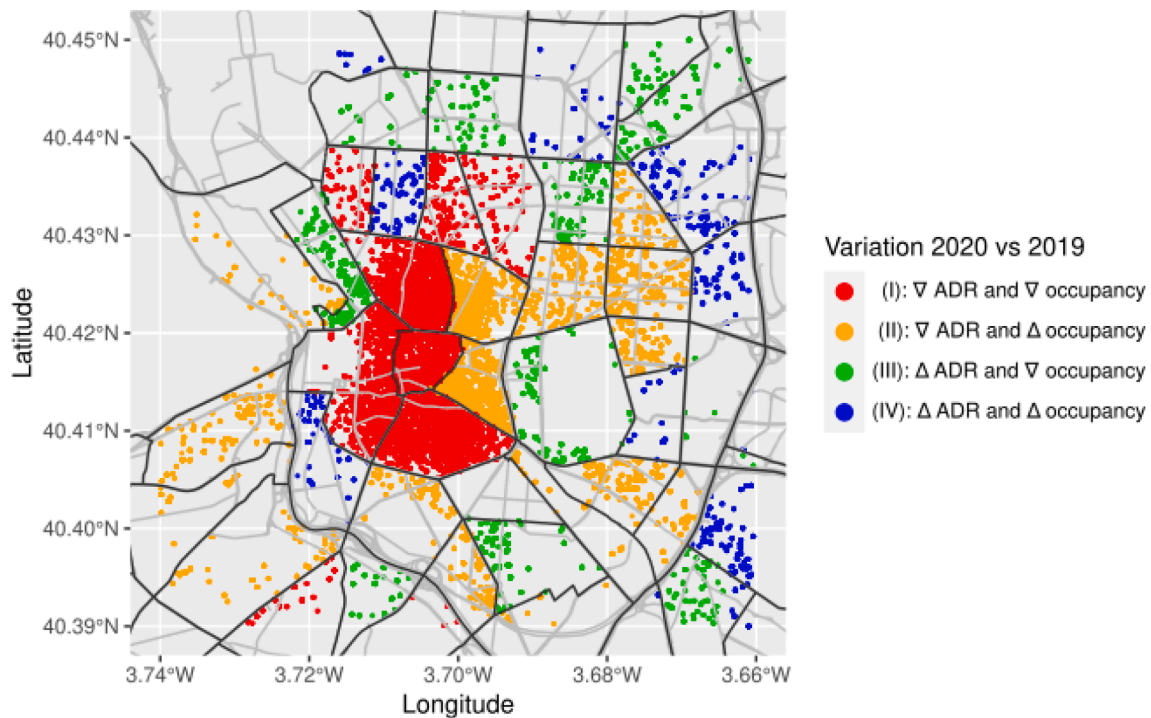 40.45°N
40.44°N
40.43°N
40.42°N
40.41°N
40.40°N
40.39°N
Latitude
3.74°W 3.72°W 3.70°W 3.68°W 3.66°W
Longitude
Variation 2020 vs 2019
(I): ∇ ADR and ∇ occupancy
(II): ∇ ADR and Δ occupancy
(III): Δ ADR and ∇ occupancy
(IV): Δ ADR and Δ occupancy